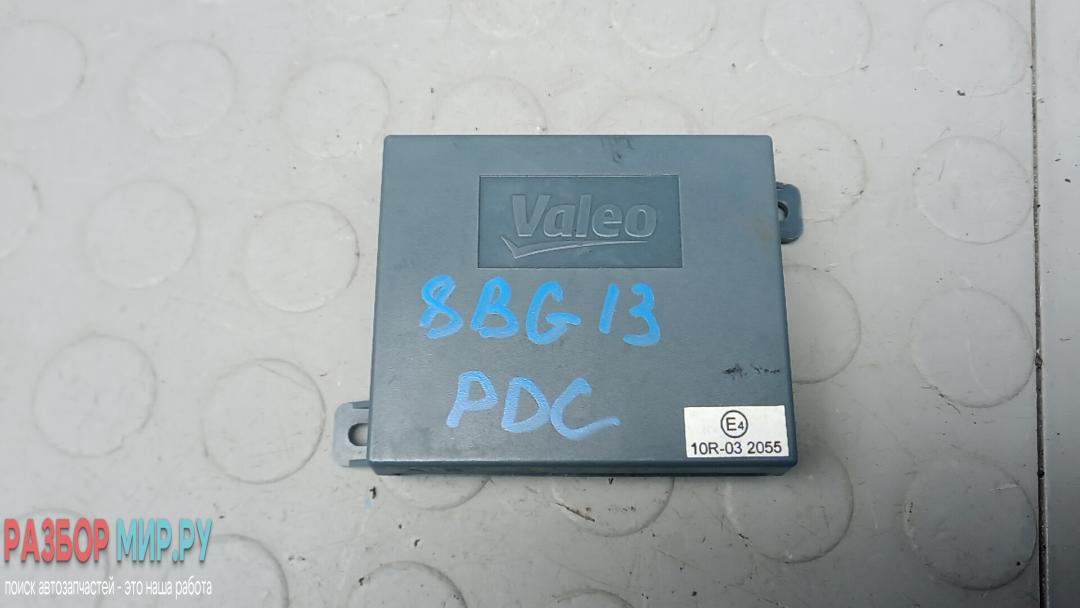 Valeo
8BG13
PDC
E4
10R-03 2055
РАЗБОР МИР.РУ
поиск автозапчастей - это наша работа